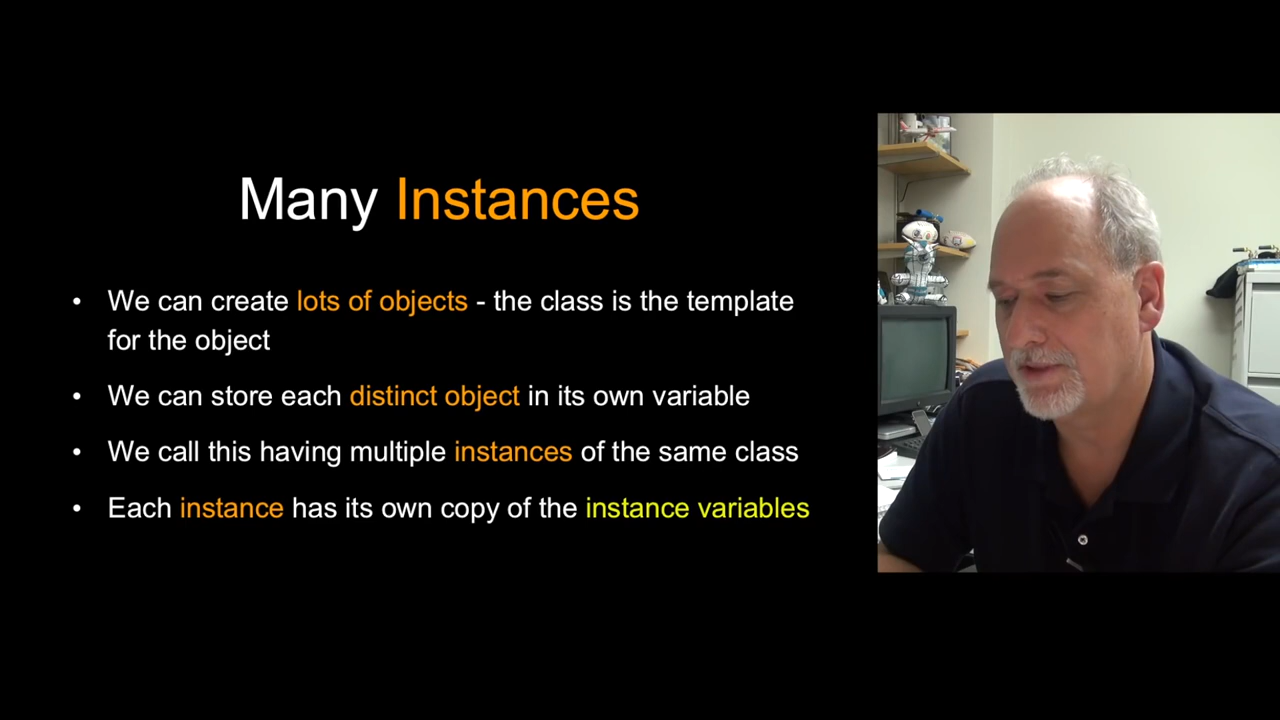 Many Instances
• We can create lots of objects - the class is the template
for the object
• We can store each distinct object in its own variable
• We call this having multiple instances of the same class
• Each instance has its own copy of the instance variables